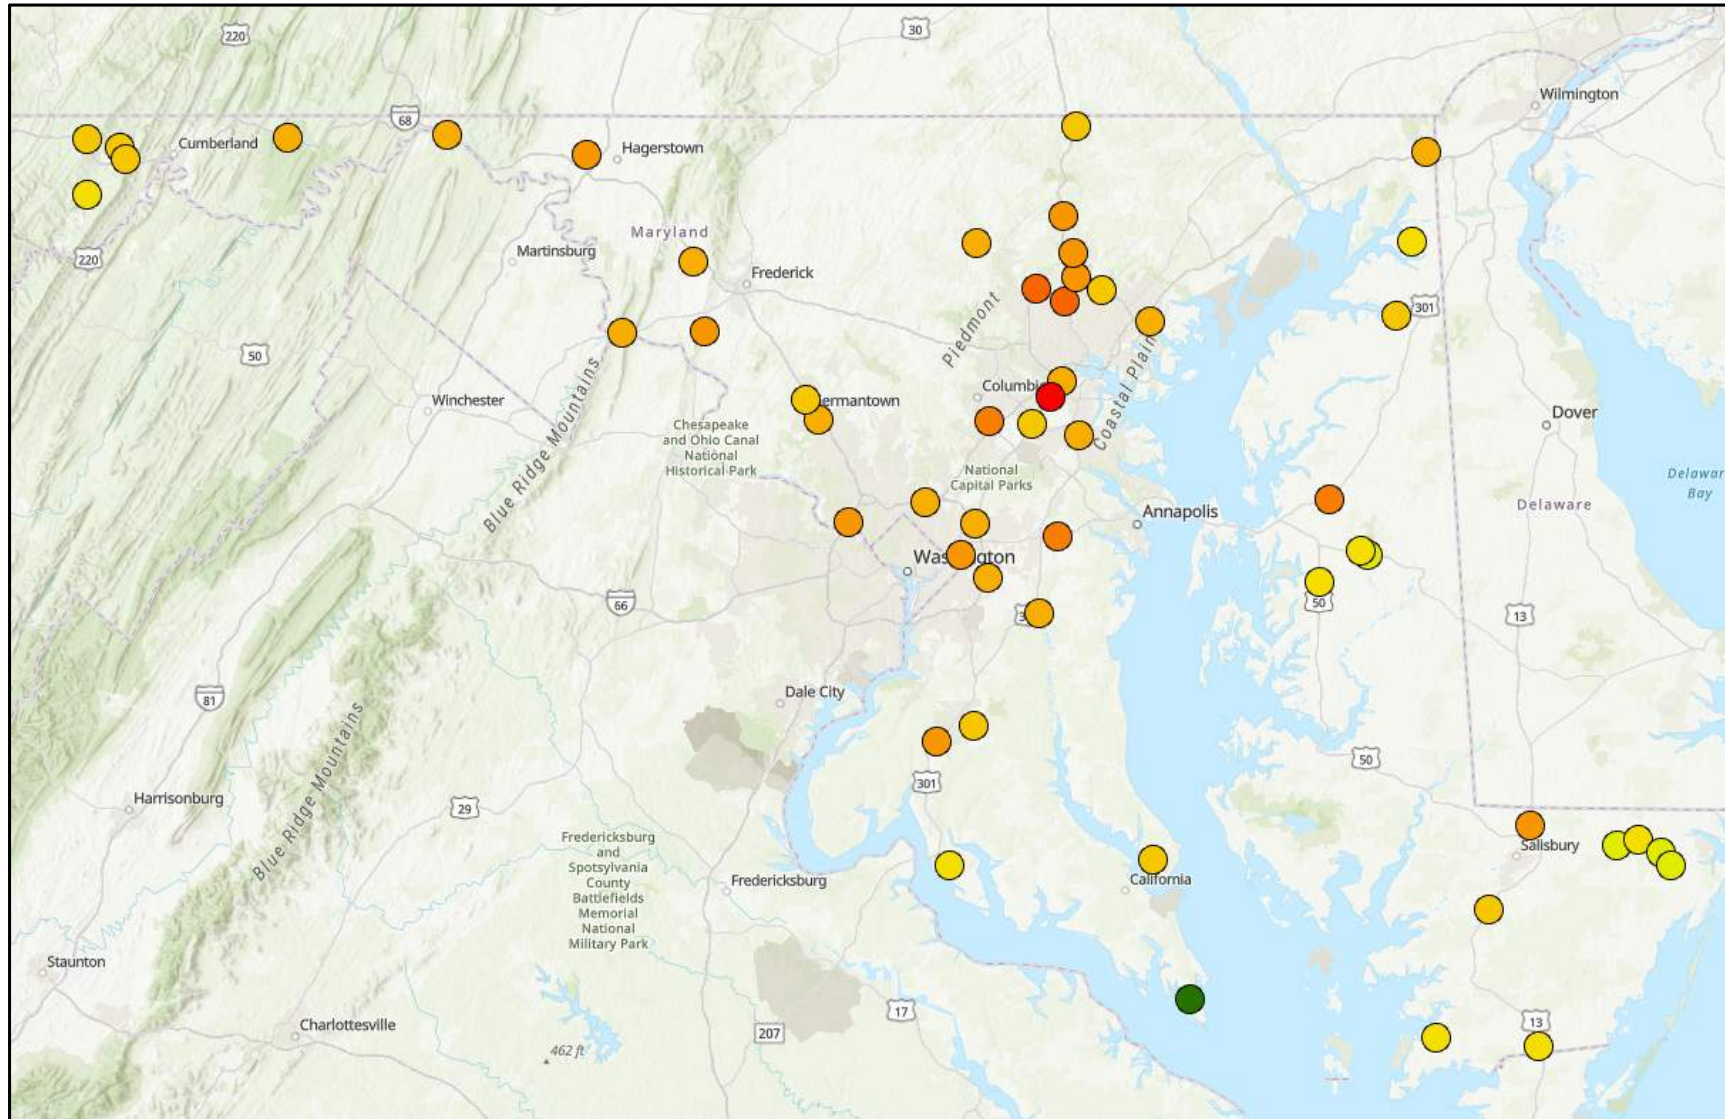 220
30
Wilmington
68
Cumberland
Hagerstown
Maryland
220
Martinsburg
Frederick
301
Piedmont
Coastal Plain
50
Winchester
Columbia
ermantown
Dover
Chesapeake
and Ohio Canal
National
Historical Park
Blue Ridge Mountains
National
Capital Parks
Delaware
Bay
Delaware
Annapolis
Washington
66
50
13
3
81
Dale City
Blue Ridge Mountains
50
301
Harrisonburg
29
Fredericksburg
and
Spotsylvania
County
Battlefields
Memorial
National
Military Park
Salisbury
Fredericksburg
California
Staunton
17
13
Charlottesville
207
462 ft